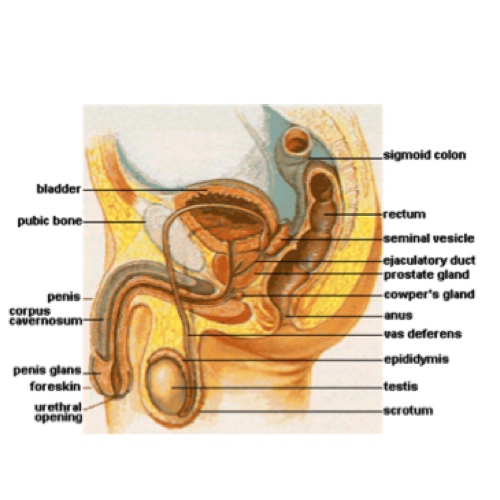 sigmoid colon
bladder
rectum
pubic bone
seminal vesicle
ejaculatory duct
prostate gland
penis
cowper's gland
corpus
cavernosum
anus
vas deferens
epididymis
penis glans
foreskin
testis
urethral
opening
scrotum